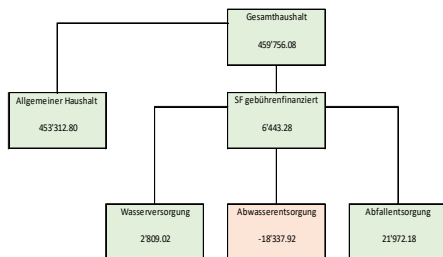 Gesamthaushalt
459'756.08
Allgemeiner Haushalt
453'312.80
SF gebührenfinanziert
6'443.28
Wasserversorgung
2'809.02
Abwasserentsorgung
-18'337.92
Abfallentsorgung
21'972.18